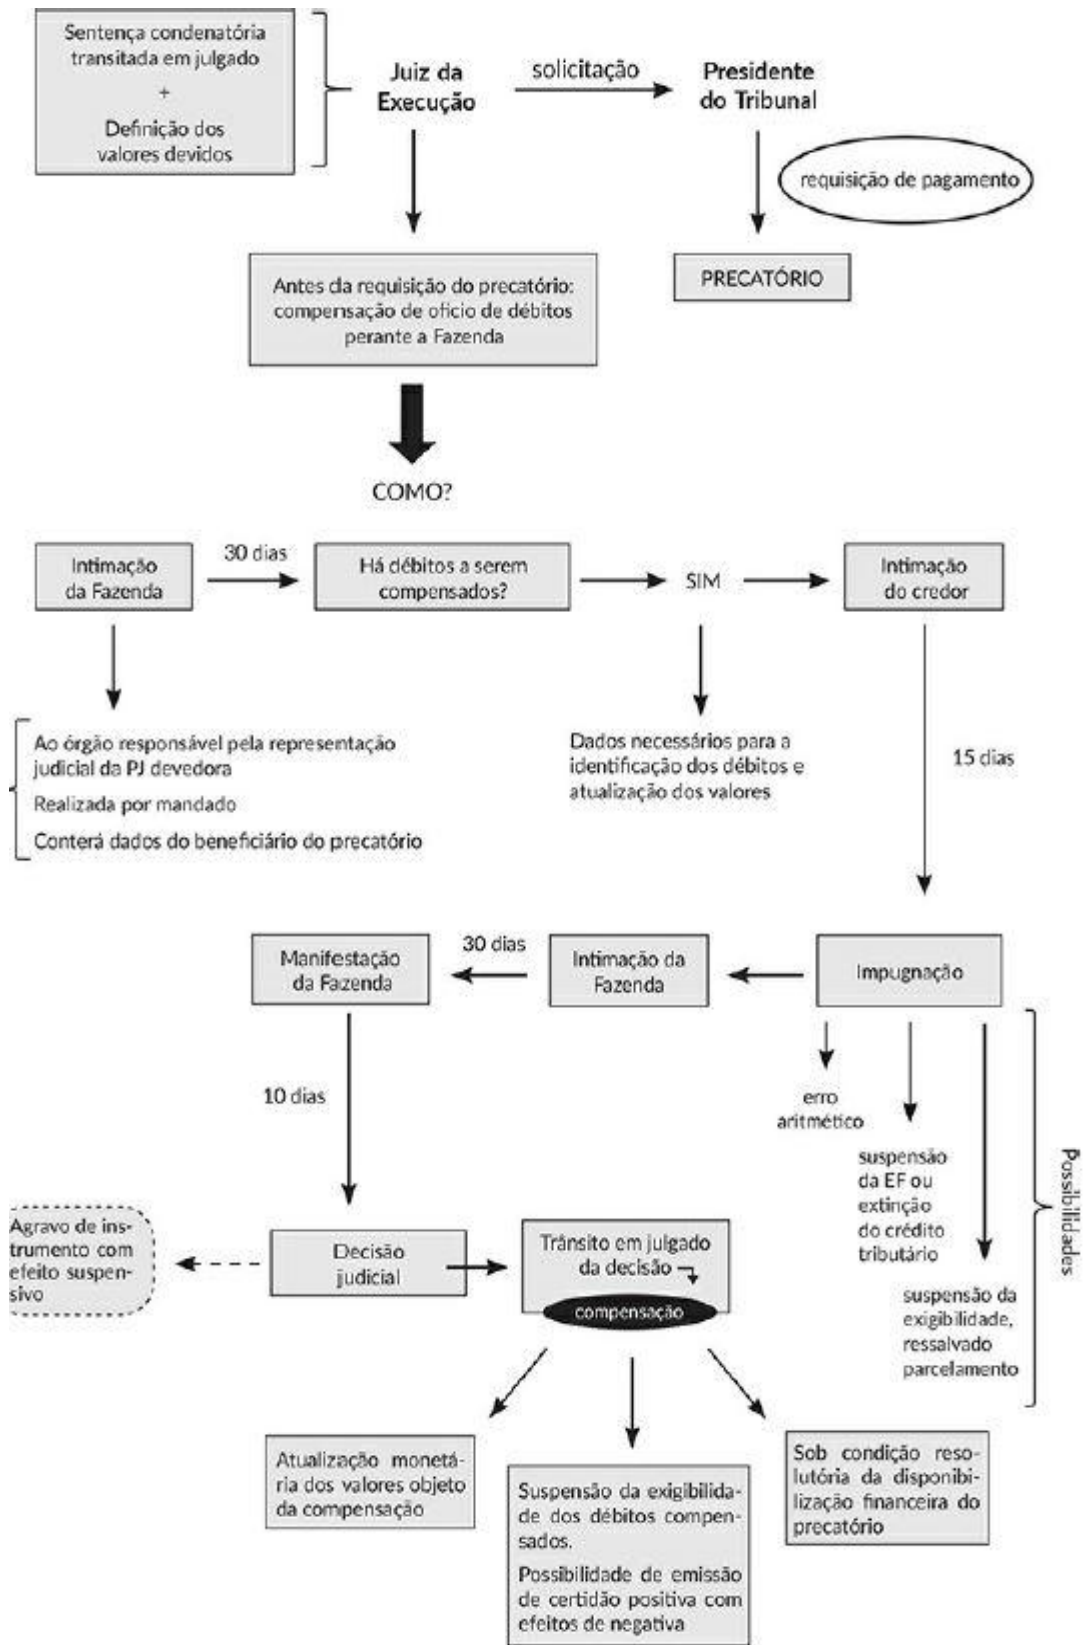 Sentença condenatória
transitada em julgado
+
Definição dos
valores devidos
Juiz da
Execução
solicitação
Presidente
do Tribunal
requisição de pagamento
PRECATÓRIO
Antes da requisição do precatório:
compensação de ofício de débitos
perante a Fazenda
COMO?
Intimação
da Fazenda
30 dias
Há débitos a serem
compensados?
SIM
Intimação
do credor
Ao órgão responsável pela representação
judicial da PJ devedora
Realizada por mandado
Conterá dados do beneficiário do precatório
Dados necessários para a
identificação dos débitos e
atualização dos valores
15 dias
Manifestação
da Fazenda
30 dias
Intimação da
Fazenda
Impugnação
10 dias
erro
aritmético
suspensão
da EF ou
extinção
do crédito
tributário
suspensão da
exigibilidade,
ressalvado
parcelamento
Possibilidades
Agravo de ins-
trumento com
efeito suspen-
sivo
Decisão
judicial
Trânsito em julgado
da decisão
compensação
Atualização monetá-
ria dos valores objeto
da compensação
Suspensão da exigibilida-
de dos débitos compen-
sados.
Possibilidade de emissão
de certidão positiva com
efeitos de negativa
Sob condição reso-
lutória da disponibi-
lização financeira do
precatório